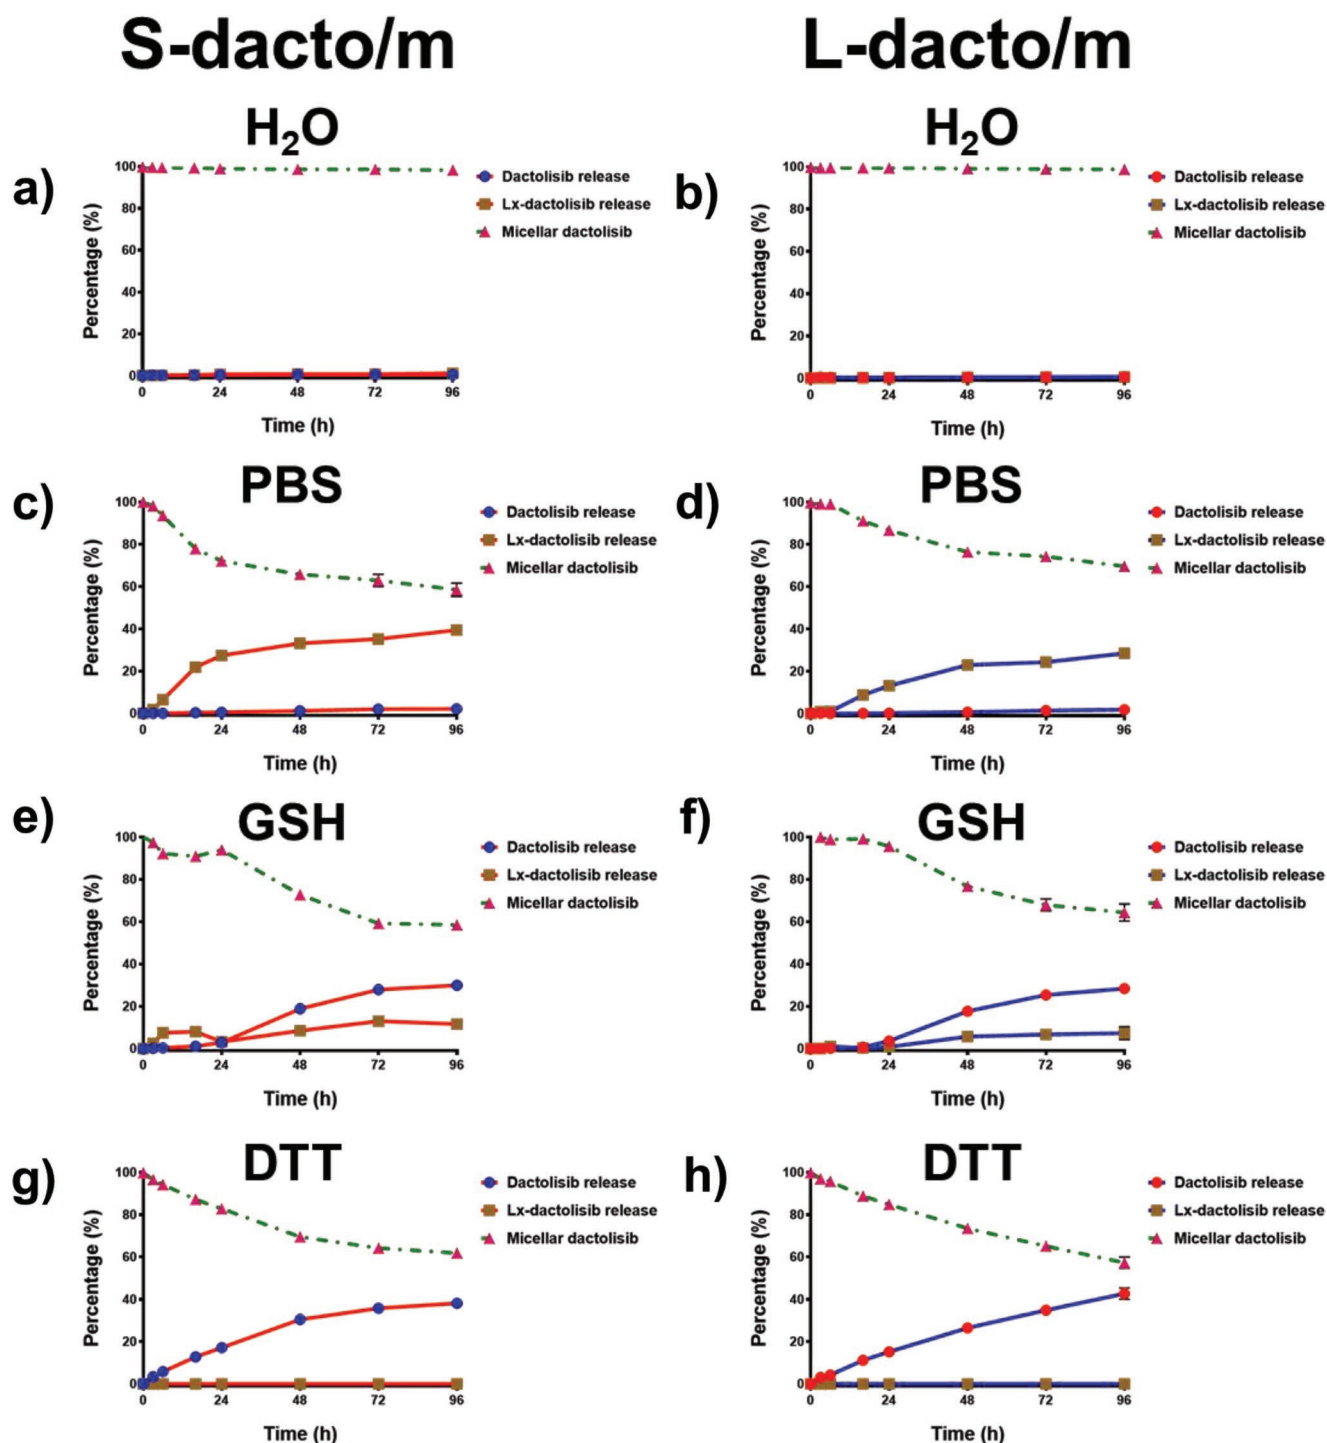 S-dacto/m
L-dacto/m
H₂O
a)
Percentage (%)
100
80
60
40
20
0
0 24 48 72 96
Time (h)
Dactolisib release
Lx-dactolisib release
Micellar dactolisib
H₂O
b)
Percentage (%)
100
80
60
40
20
0
0 24 48 72 96
Time (h)
Dactolisib release
Lx-dactolisib release
Micellar dactolisib
PBS
c)
Percentage (%)
100
80
60
40
20
0
0 24 48 72 96
Time (h)
Dactolisib release
Lx-dactolisib release
Micellar dactolisib
PBS
d)
Percentage (%)
100
80
60
40
20
0
0 24 48 72 96
Time (h)
Dactolisib release
Lx-dactolisib release
Micellar dactolisib
GSH
e)
Percentage (%)
100
80
60
40
20
0
0 24 48 72 96
Time (h)
Dactolisib release
Lx-dactolisib release
Micellar dactolisib
GSH
f)
Percentage (%)
100
80
60
40
20
0
0 24 48 72 96
Time (h)
Dactolisib release
Lx-dactolisib release
Micellar dactolisib
DTT
g)
Percentage (%)
100
80
60
40
20
0
0 24 48 72 96
Time (h)
Dactolisib release
Lx-dactolisib release
Micellar dactolisib
DTT
h)
Percentage (%)
100
80
60
40
20
0
0 24 48 72 96
Time (h)
Dactolisib release
Lx-dactolisib release
Micellar dactolisib